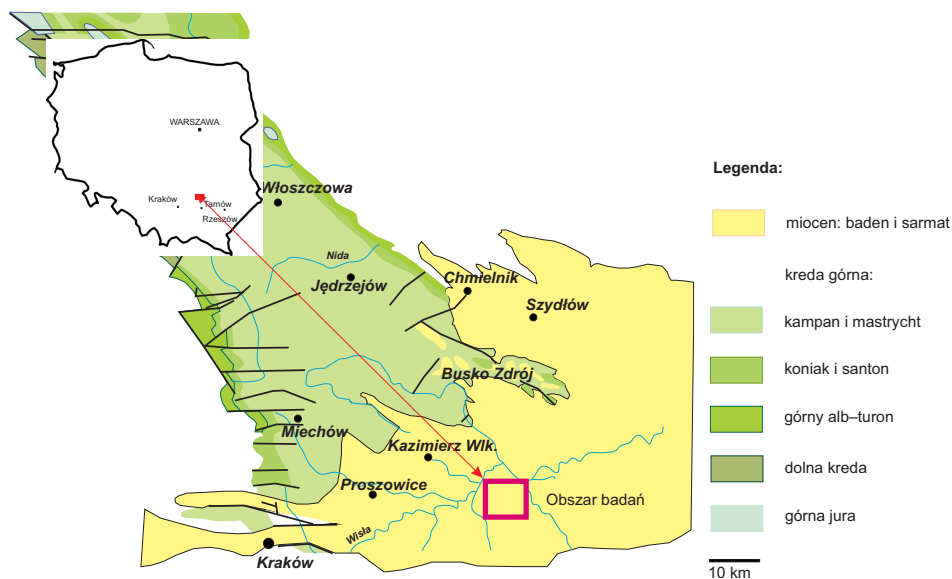 WARSZAWA
Kraków
Tarnów
Rzeszów
Włoszczowa
Nida
Jędrzejów
Chmielnik
Szydłów
Busko Zdrój
Miechów
Kazimierz Wlk.
Proszowice
Obszar badań
Wisła
Kraków
Legenda:
miocen: baden i sarmat
kreda górna:
kampan i mastrycht
koniak i santon
górny alb–turon
dolna kreda
górna jura
10 km